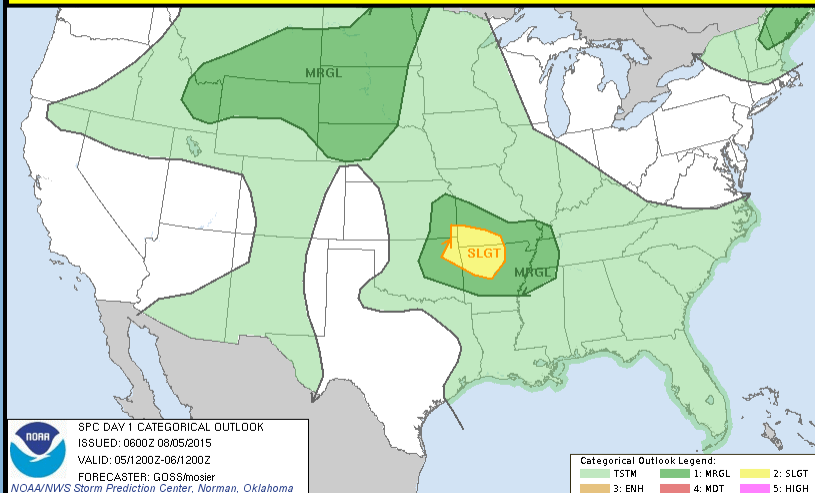 MRGL
SLGT
MRGL
NOAA
SPC DAY 1 CATEGORICAL OUTLOOK
ISSUED: 0600Z 08/05/2015
VALID: 05/1200Z-06/1200Z
FORECASTER: GOSS/mosier
NOAA/NWS Storm Prediction Center, Norman, Oklahoma
Categorical Outlook Legend:
TSTM 1: MRGL 2: SLGT
3: ENH 4: MDT 5: HIGH